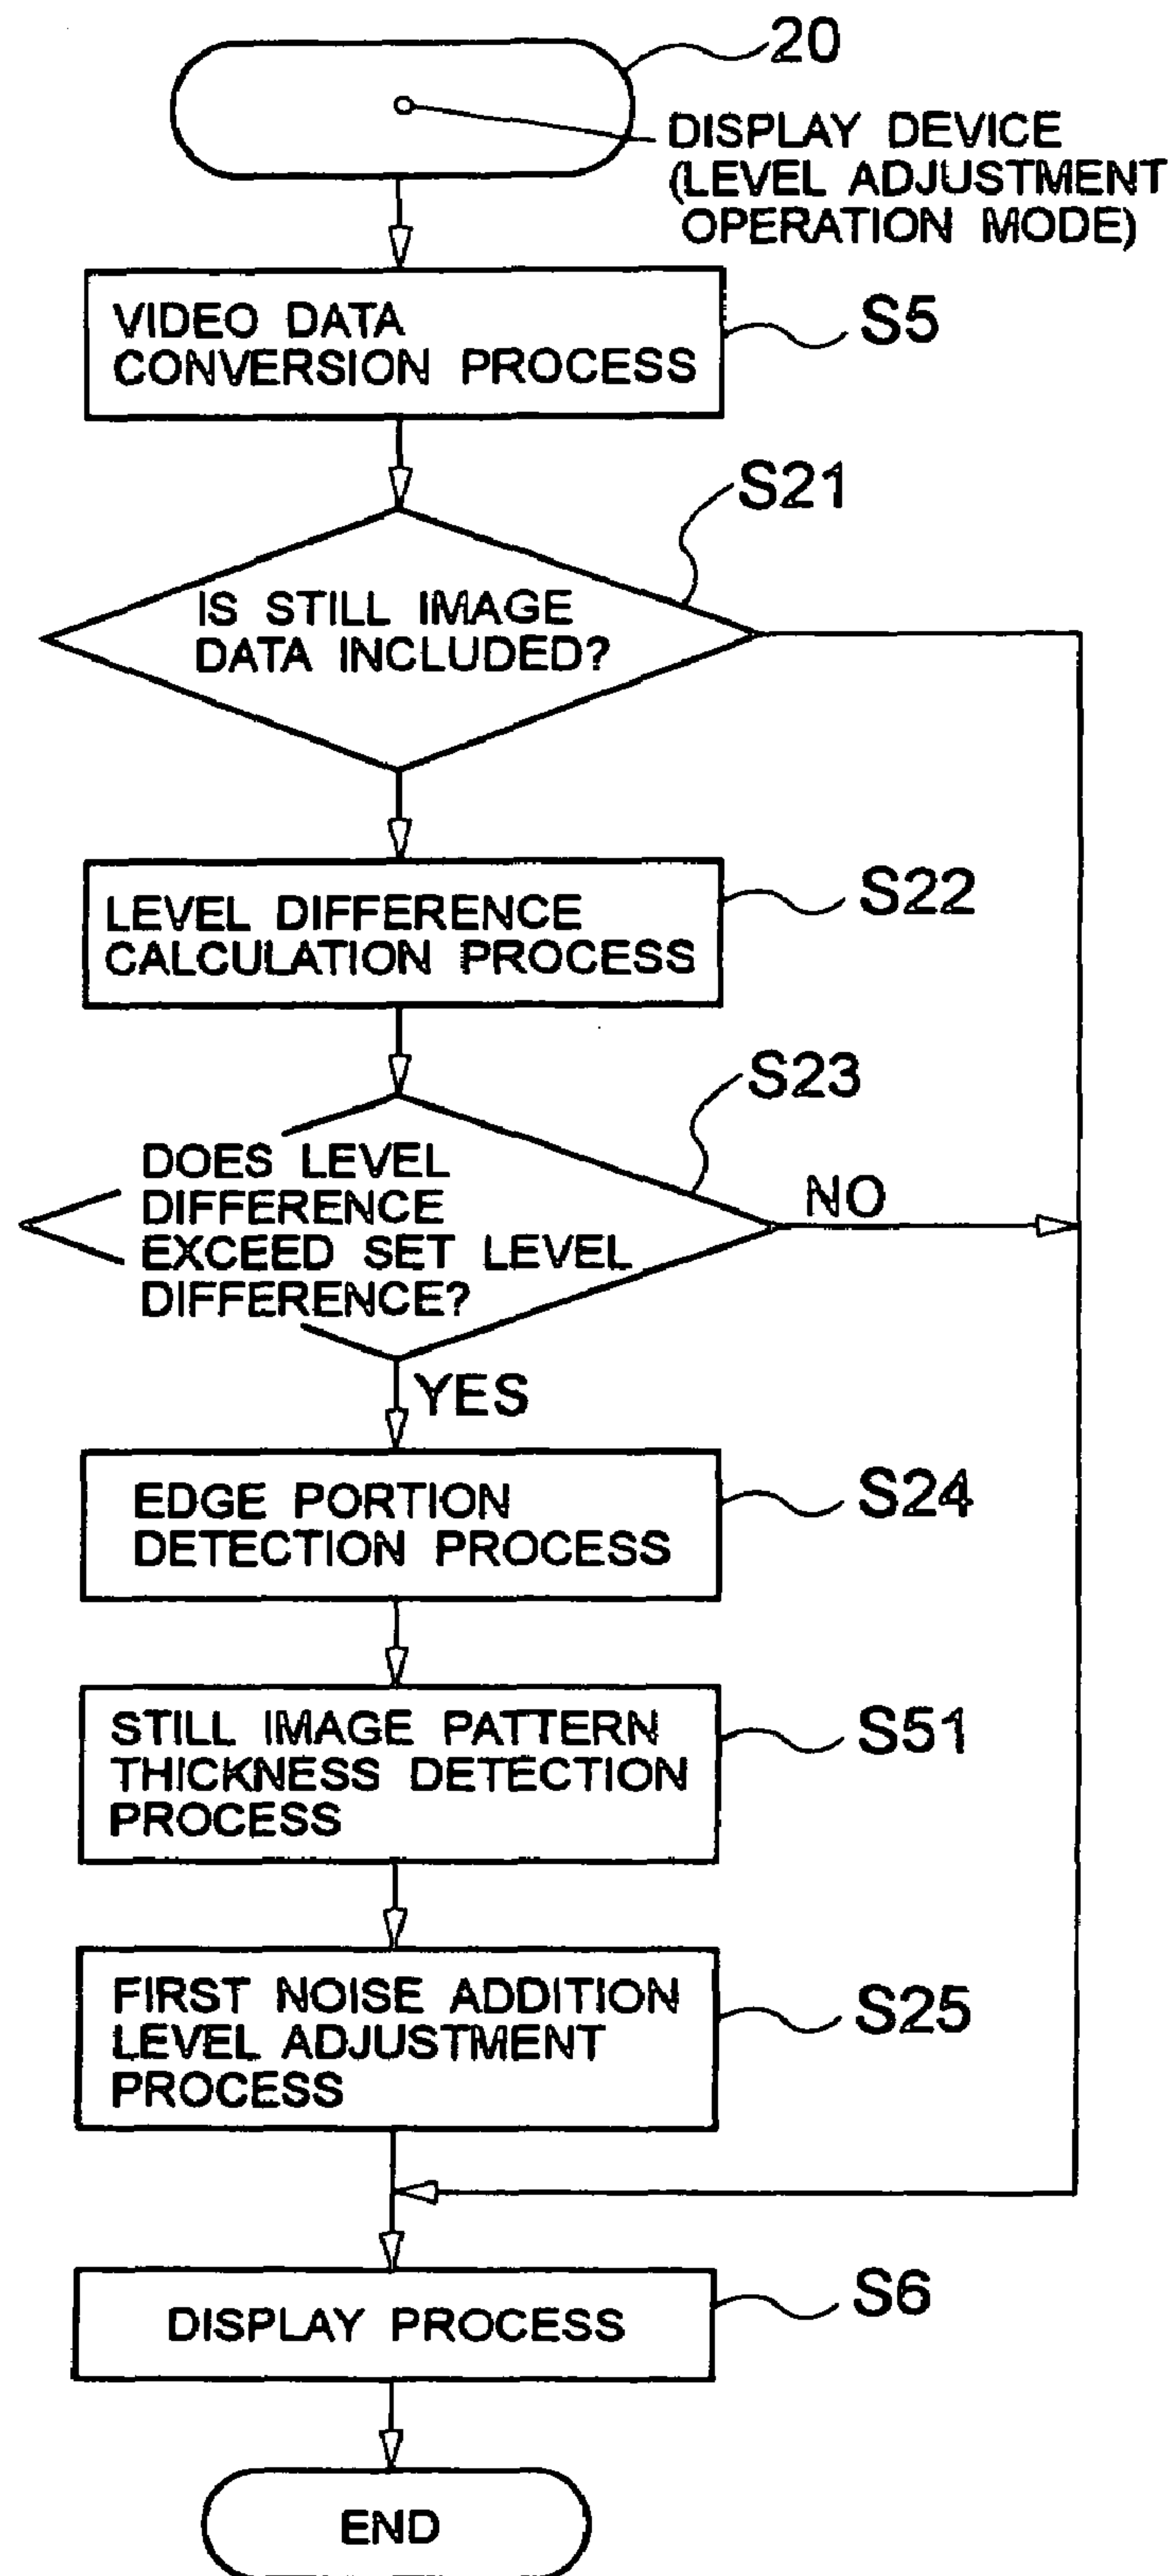 20
DISPLAY DEVICE
(LEVEL ADJUSTMENT
OPERATION MODE)
VIDEO DATA
CONVERSION PROCESS
S5
S21
IS STILL IMAGE
DATA INCLUDED?
LEVEL DIFFERENCE
CALCULATION PROCESS
S22
S23
DOES LEVEL
DIFFERENCE
EXCEED SET LEVEL
DIFFERENCE?
NO
YES
EDGE PORTION
DETECTION PROCESS
S24
STILL IMAGE PATTERN
THICKNESS DETECTION
PROCESS
S51
FIRST NOISE ADDITION
LEVEL ADJUSTMENT
PROCESS
S25
DISPLAY PROCESS
S6
END